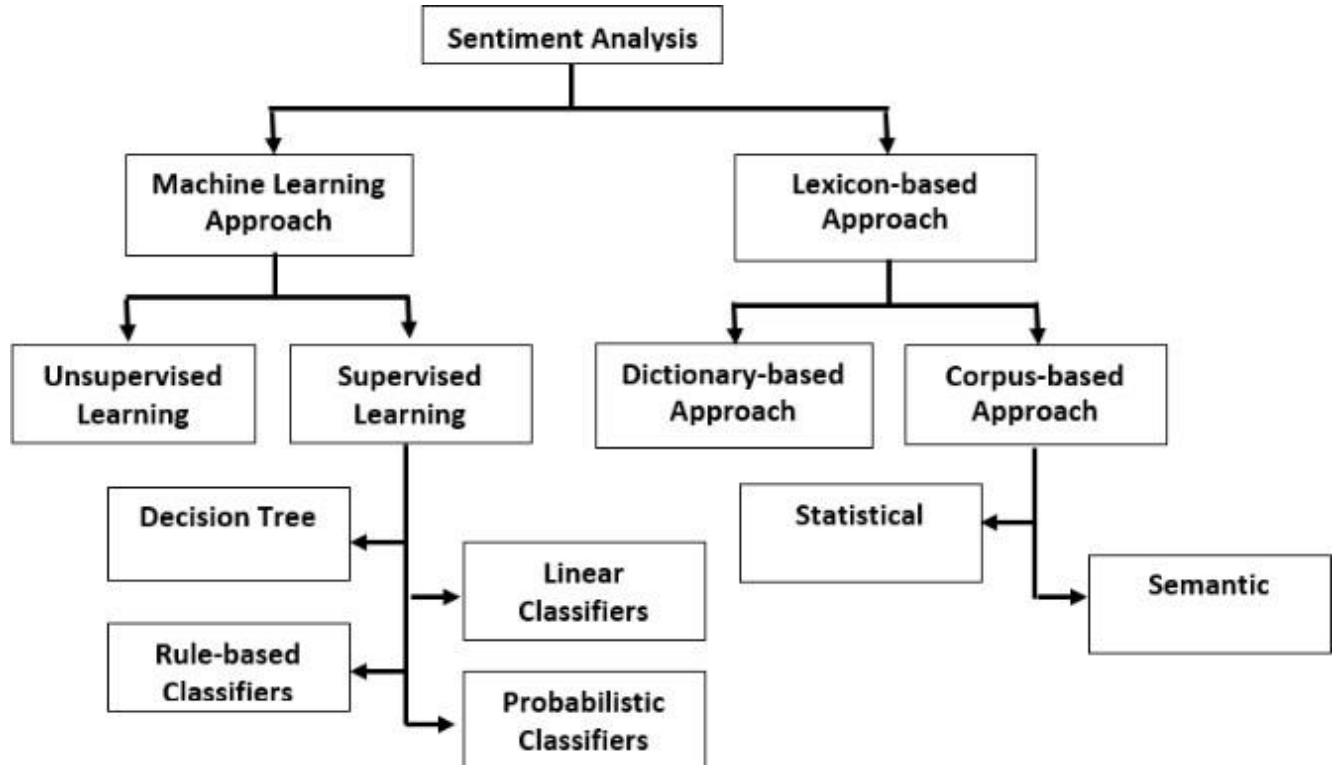 Sentiment Analysis
Machine Learning
Approach
Lexicon-based
Approach
Unsupervised
Learning
Supervised
Learning
Dictionary-based
Approach
Corpus-based
Approach
Decision Tree
Statistical
Linear
Classifiers
Semantic
Rule-based
Classifiers
Probabilistic
Classifiers